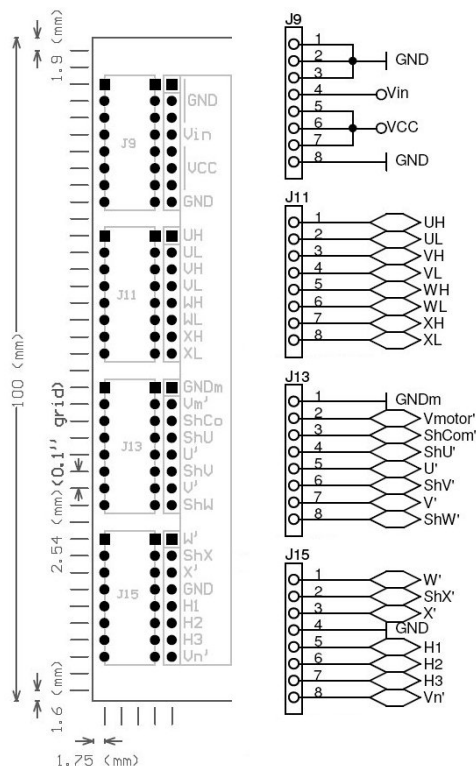 1.9 (mm)
100 (mm)
2.54 (mm)(0.1" grid)
1.6 (mm)
1.75 (mm)
J9
GND
Vin
VCC
GND
J11
UH
UL
VH
VL
WH
WL
XH
XL
J13
GNDm
Vm'
ShCo
ShU
U'
ShV
V'
ShW
J15
W'
ShX
X'
GND
H1
H2
H3
Vn'
J9
1
2 GND
3
4 Vin
5
6 VCC
7
8 GND
J11
1 UH
2 UL
3 VH
4 VL
5 WH
6 WL
7 XH
8 XL
J13
1 GNDm
2 Vmotor'
3 ShCom'
4 ShU'
5 U'
6 ShV'
7 V'
8 ShW'
J15
1 W'
2 ShX'
3 X'
4 GND
5 H1
6 H2
7 H3
8 Vn'